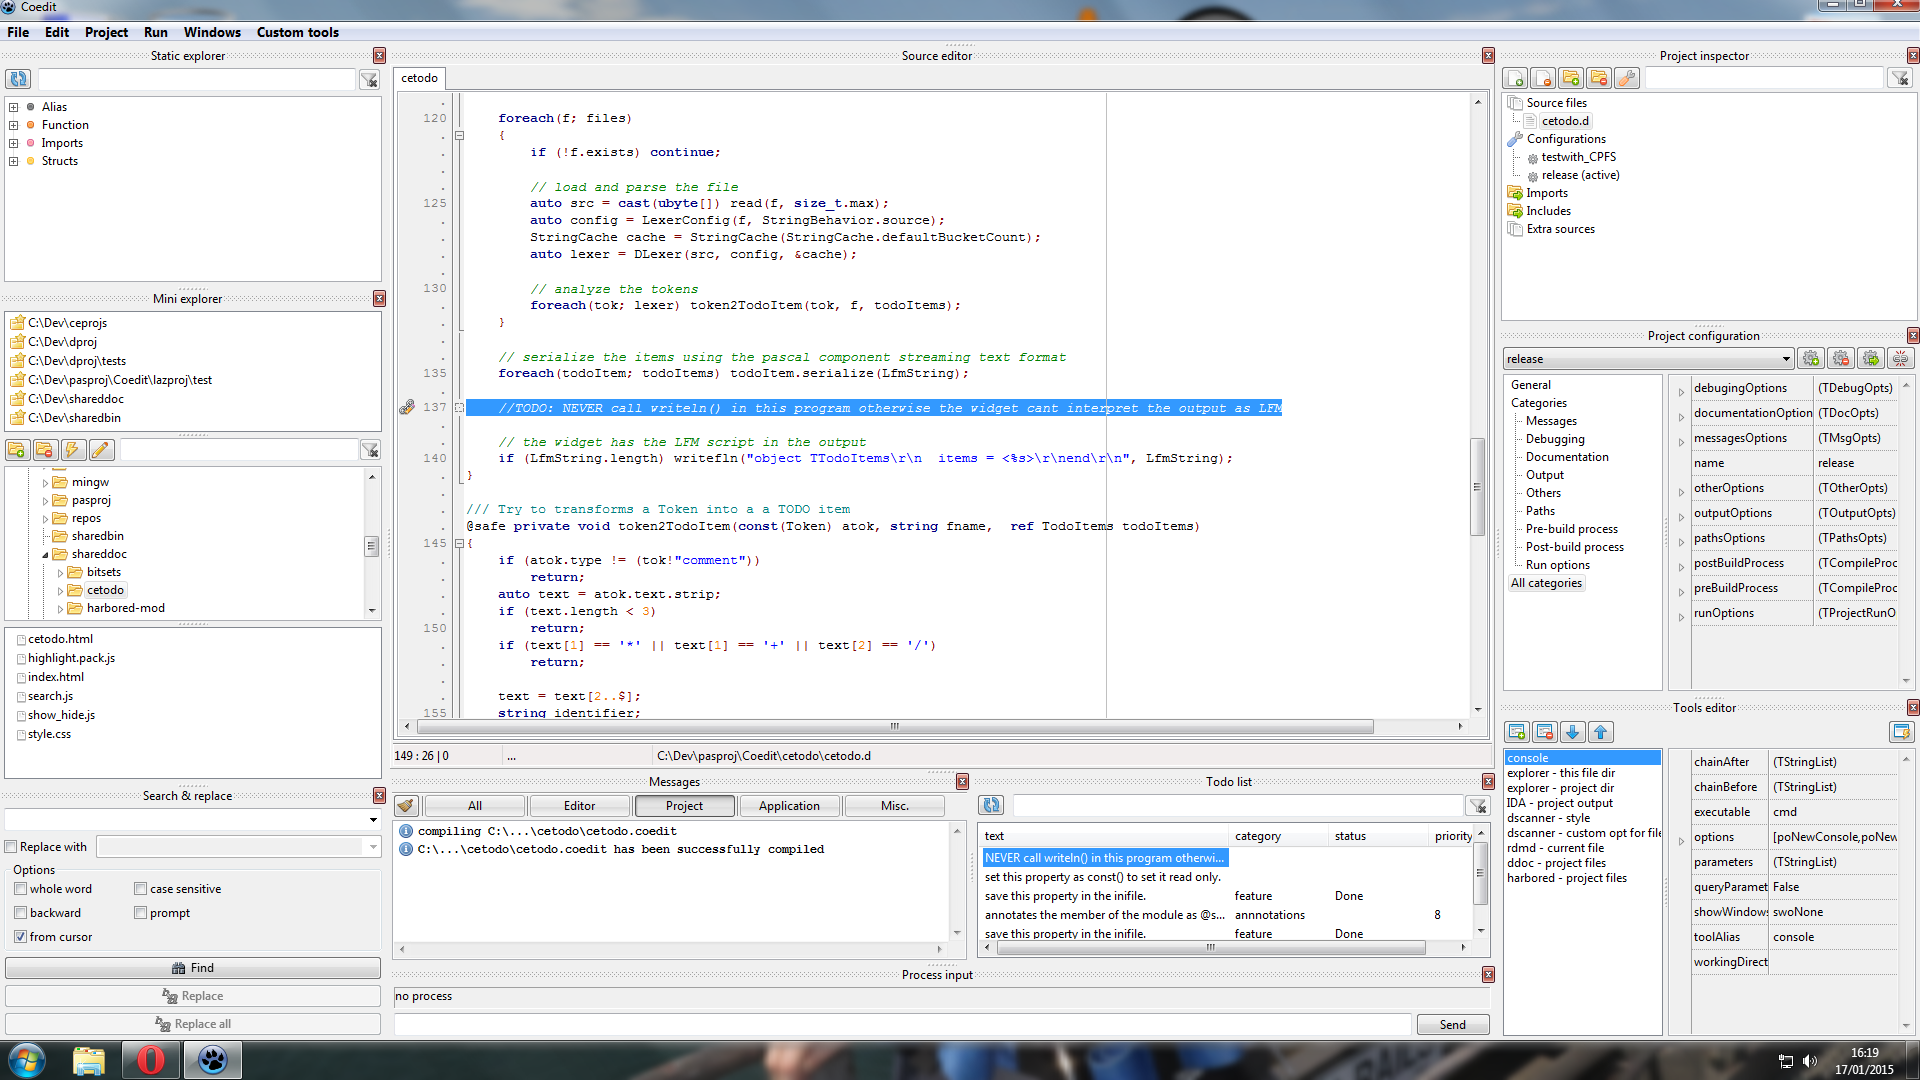 Coedit
File Edit Project Run Windows Custom tools
Static explorer
Alias
Function
Imports
Structs
Mini explorer
C:\Dev\ceprojs
C:\Dev\dproj
C:\Dev\dproj\tests
C:\Dev\pasproj\Coedit\lazproj\test
C:\Dev\shareddoc
C:\Dev\sharedbin
mingw
pasproj
repos
sharedbin
shareddoc
bitsets
cetodo
harbored-mod
cetodo.html
highlight.pack.js
index.html
search.js
show_hide.js
style.css
Search & replace
Replace with
Options
whole word case sensitive
backward prompt
from cursor
Find
Replace
Replace all
Source editor
cetodo
120 foreach(f; files)
{
if (!f.exists) continue;
// load and parse the file
125 auto src = cast(ubyte[]) read(f, size_t.max);
auto config = LexerConfig(f, StringBehavior.source);
StringCache cache = StringCache(StringCache.defaultBucketCount);
auto lexer = DLexer(src, config, &cache);
130 // analyze the tokens
foreach(tok; lexer) token2TodoItem(tok, f, todoItems);
}
// serialize the items using the pascal component streaming text format
135 foreach(todoItem; todoItems) todoItem.serialize(LfmString);
137 //TODO: NEVER call writeln() in this program otherwise the widget cant interpret the output as LFM
// the widget has the LFM script in the output
140 if (LfmString.length) writefln("object TTodoItems\r\n  items = <%s>\r\nend\r\n", LfmString);
}
/// Try to transforms a Token into a a TODO item
@safe private void token2TodoItem(const(Token) atok, string fname,  ref TodoItems todoItems)
145 {
if (atok.type != (tok!"comment"))
return;
auto text = atok.text.strip;
if (text.length < 3)
150 return;
if (text[1] == '*' || text[1] == '+' || text[2] == '/')
return;
text = text[2..$];
155 string identifier;
149 : 26 | 0 ... C:\Dev\pasproj\Coedit\cetodo\cetodo.d
Messages
All Editor Project Application Misc.
compiling C:\...\cetodo\cetodo.coedit
C:\...\cetodo\cetodo.coedit has been successfully compiled
Todo list
text category status priority
NEVER call writeln() in this program otherwi...
set this property as const() to set it read only.
save this property in the inifile. feature Done
annotates the member of the module as @s... annnotations 8
save this property in the inifile. feature Done
Process input
no process
Send
Project inspector
Source files
cetodo.d
Configurations
testwith_CPFS
release (active)
Imports
Includes
Extra sources
Project configuration
release
General
Categories
Messages
Debugging
Documentation
Output
Others
Paths
Pre-build process
Post-build process
Run options
All categories
debugingOptions (TDebugOpts)
documentationOption (TDocOpts)
messagesOptions (TMsgOpts)
name release
otherOptions (TOtherOpts)
outputOptions (TOutputOpts)
pathsOptions (TPathsOpts)
postBuildProcess (TCompileProc
preBuildProcess (TCompileProc
runOptions (TProjectRunO
Tools editor
console
explorer - this file dir
explorer - project dir
IDA - project output
dscanner - style
dscanner - custom opt for file
rdmd - current file
ddoc - project files
harbored - project files
chainAfter (TStringList)
chainBefore (TStringList)
executable cmd
options [poNewConsole,poNew
parameters (TStringList)
queryParamet False
showWindows swoNone
toolAlias console
workingDirect
16:19
17/01/2015